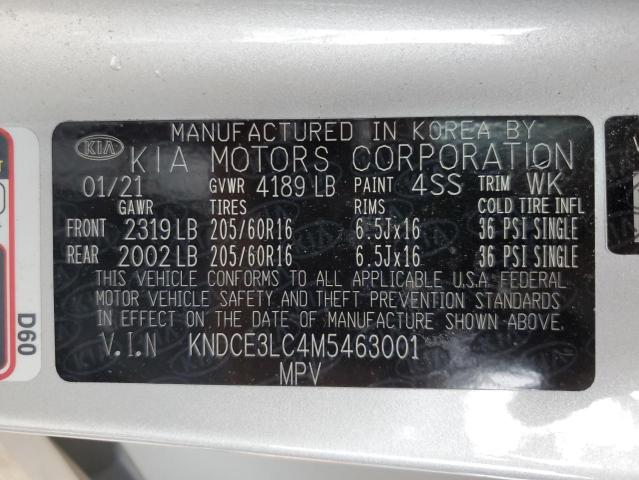 MANUFACTURED IN KOREA BY
KIA KIA MOTORS CORPORATION
01/21 GVWR 4189 LB PAINT 4SS TRIM WK
GAWR TIRES RIMS COLD TIRE INFL
FRONT 2319 LB 205/60R16 6.5Jx16 36 PSI SINGLE
REAR 2002 LB 205/60R16 6.5Jx16 36 PSI SINGLE
THIS VEHICLE CONFORMS TO ALL APPLICABLE U.S.A. FEDERAL
MOTOR VEHICLE SAFETY AND THEFT PREVENTION STANDARDS
IN EFFECT ON THE DATE OF MANUFACTURE SHOWN ABOVE.
V.I.N KNDCE3LC4M5463001
MPV
D60